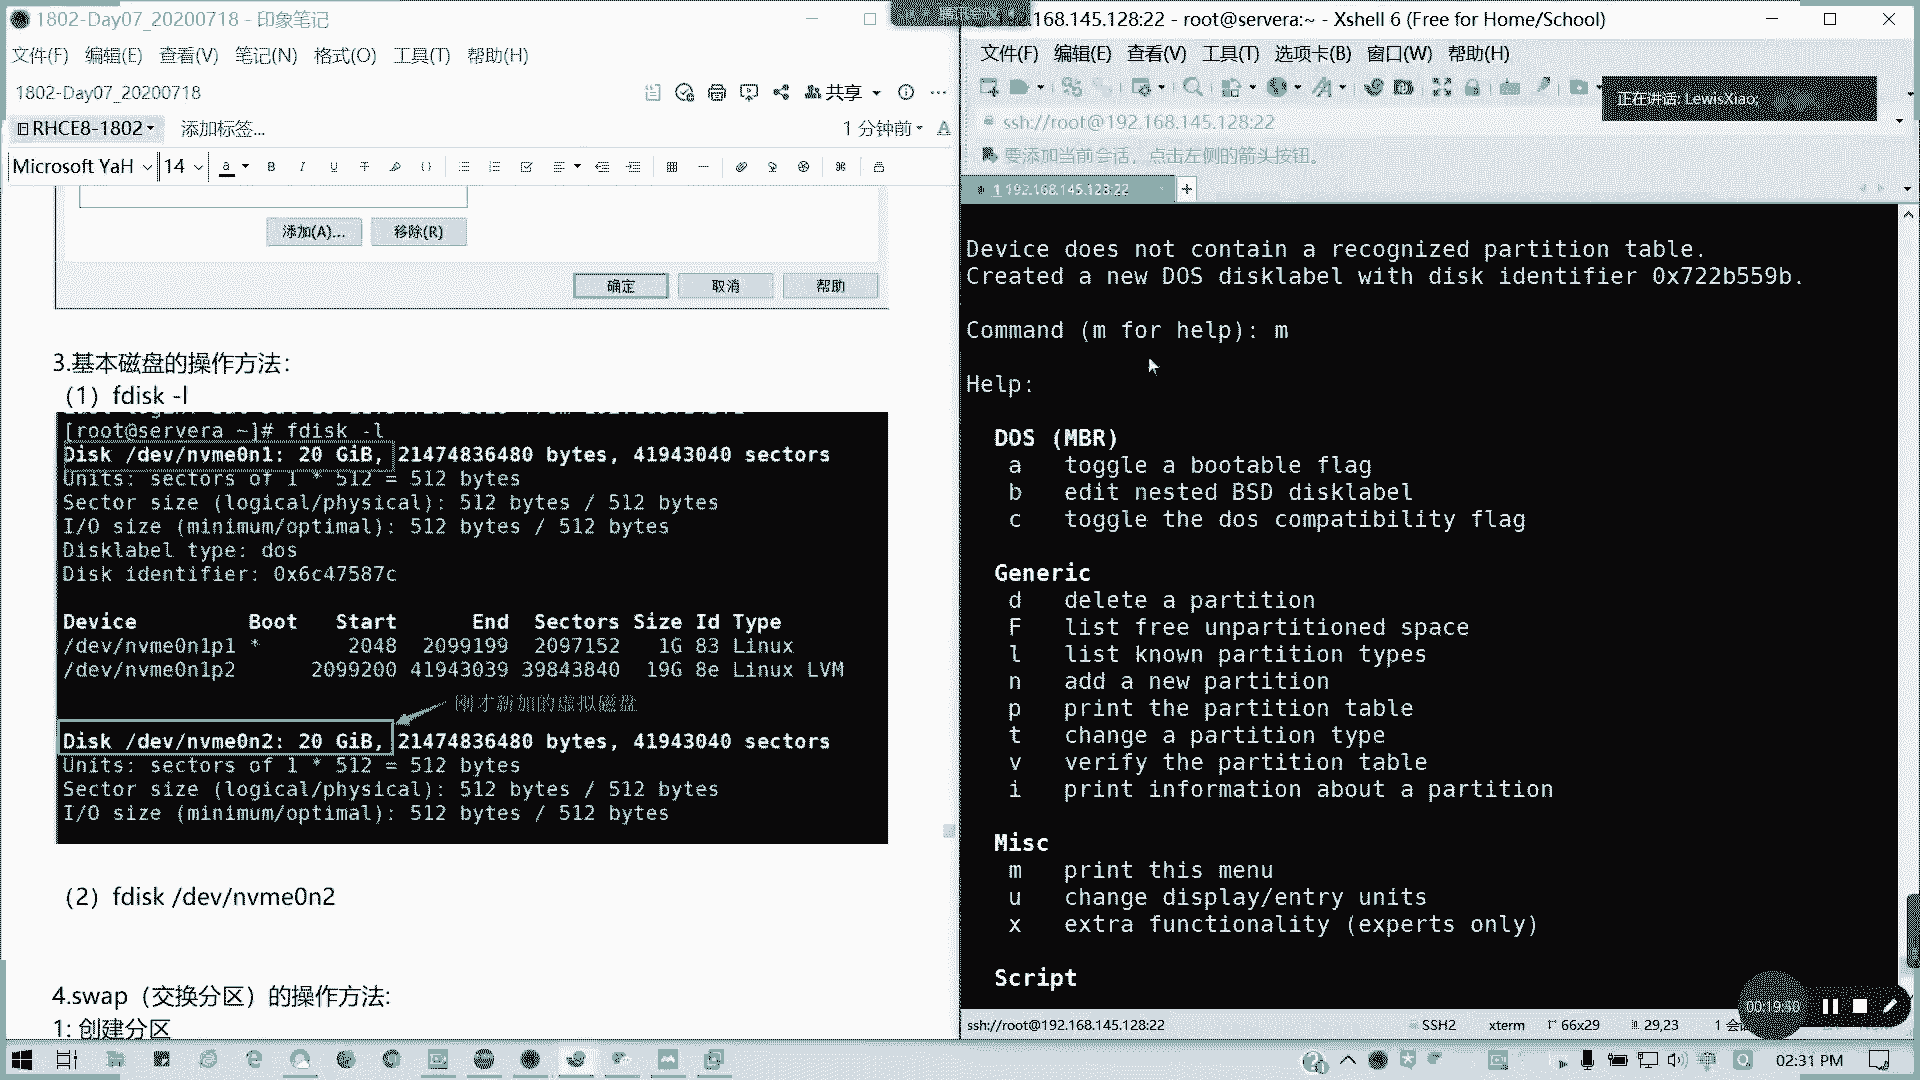 1802-Day07_20200718 - 印象笔记
文件(F) 编辑(E) 查看(V) 笔记(N) 格式(O) 工具(T) 帮助(H)
1802-Day07_20200718
共享
RHCE8-1802
添加标签...
1 分钟前
Microsoft YaH 14
添加(A)...
移除(R)
确定
取消
帮助
3.基本磁盘的操作方法:
（1）fdisk -l
[root@servera ~]# fdisk -l
Disk /dev/nvme0n1: 20 GiB, 21474836480 bytes, 41943040 sectors
Units: sectors of 1 * 512 = 512 bytes
Sector size (logical/physical): 512 bytes / 512 bytes
I/O size (minimum/optimal): 512 bytes / 512 bytes
Disklabel type: dos
Disk identifier: 0x6c47587c
Device Boot Start End Sectors Size Id Type
/dev/nvme0n1p1 * 2048 2099199 2097152 1G 83 Linux
/dev/nvme0n1p2 2099200 41943039 39843840 19G 8e Linux LVM
刚才新加的虚拟磁盘
Disk /dev/nvme0n2: 20 GiB, 21474836480 bytes, 41943040 sectors
Units: sectors of 1 * 512 = 512 bytes
Sector size (logical/physical): 512 bytes / 512 bytes
I/O size (minimum/optimal): 512 bytes / 512 bytes
（2）fdisk /dev/nvme0n2
4.swap（交换分区）的操作方法:
1: 创建分区
.168.145.128:22 - root@servera:~ - Xshell 6 (Free for Home/School)
文件(F) 编辑(E) 查看(V) 工具(T) 选项卡(B) 窗口(W) 帮助(H)
正在讲话: LewisXiao;
ssh://root@192.168.145.128:22
要添加当前会话，点击左侧的箭头按钮。
1 192.168.145.128:22
Device does not contain a recognized partition table.
Created a new DOS disklabel with disk identifier 0x722b559b.
Command (m for help): m
Help:
DOS (MBR)
a toggle a bootable flag
b edit nested BSD disklabel
c toggle the dos compatibility flag
Generic
d delete a partition
F list free unpartitioned space
l list known partition types
n add a new partition
p print the partition table
t change a partition type
v verify the partition table
i print information about a partition
Misc
m print this menu
u change display/entry units
x extra functionality (experts only)
Script
ssh://root@192.168.145.128:22 SSH2 xterm 66x29 29,23
02:31 PM